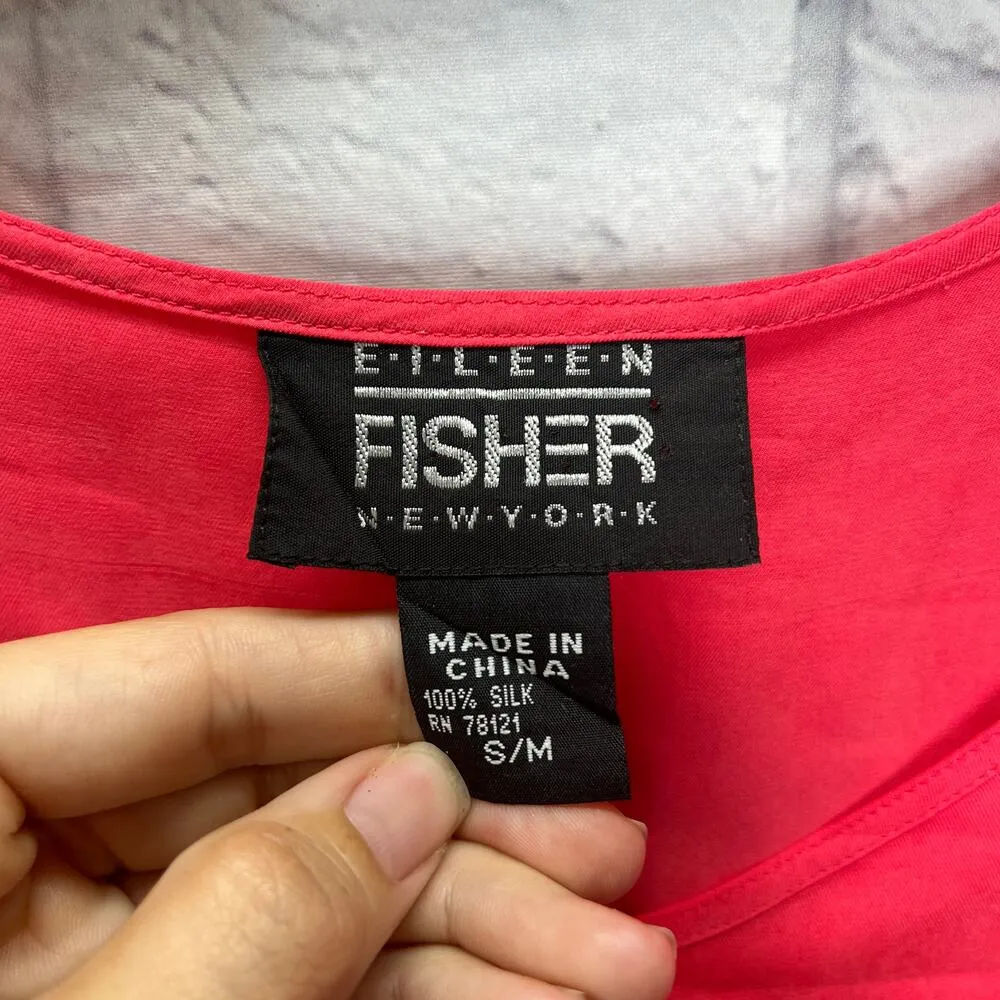 E·I·L·E·E·N
FISHER
N·E·W·Y·O·R·K
MADE IN
CHINA
100% SILK
RN 78121
S/M